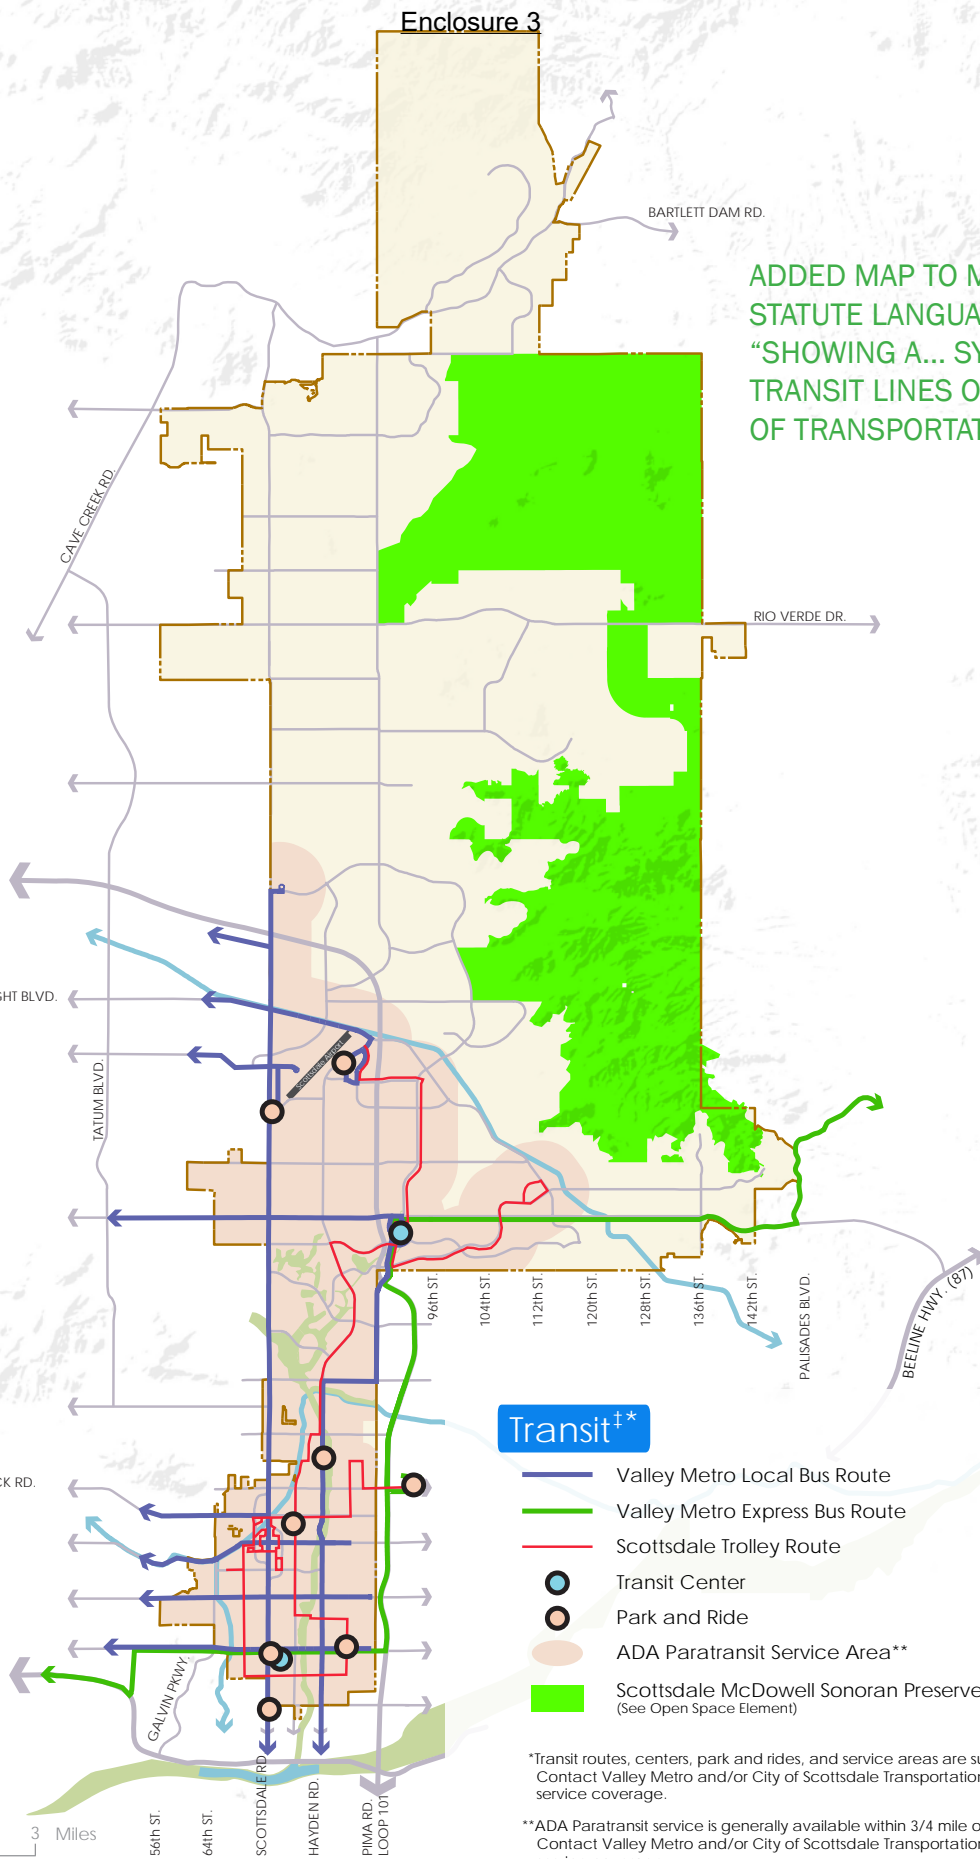 Enclosure 3
BARTLETT DAM RD.
ADDED MAP TO M
STATUTE LANGUA
“SHOWING A... SY
TRANSIT LINES O
OF TRANSPORTAT
CAVE CREEK RD.
RIO VERDE DR.
GHT BLVD.
Scottsdale Airport
TATUM BLVD.
96th ST.
104th ST.
112th ST.
120th ST.
128th ST.
136th ST.
142th ST.
PALISADES BLVD.
BEELINE HWY. (87)
Transit‡*
CK RD.
Valley Metro Local Bus Route
Valley Metro Express Bus Route
Scottsdale Trolley Route
Transit Center
Park and Ride
ADA Paratransit Service Area**
Scottsdale McDowell Sonoran Preserve
(See Open Space Element)
GALVIN PKWY.
*Transit routes, centers, park and rides, and service areas are su
Contact Valley Metro and/or City of Scottsdale Transportation
service coverage.
**ADA Paratransit service is generally available within 3/4 mile o
Contact Valley Metro and/or City of Scottsdale Transportation
3 Miles
56th ST.
64th ST.
SCOTTSDALE RD.
HAYDEN RD.
PIMA RD.
LOOP 101